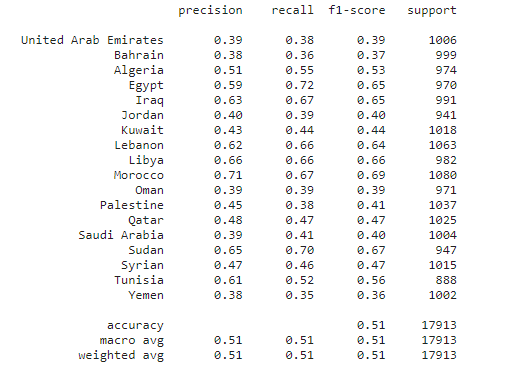 precision recall f1-score support
United Arab Emirates 0.39 0.38 0.39 1006
Bahrain 0.38 0.36 0.37 999
Algeria 0.51 0.55 0.53 974
Egypt 0.59 0.72 0.65 970
Iraq 0.63 0.67 0.65 991
Jordan 0.40 0.39 0.40 941
Kuwait 0.43 0.44 0.44 1018
Lebanon 0.62 0.66 0.64 1063
Libya 0.66 0.66 0.66 982
Morocco 0.71 0.67 0.69 1080
Oman 0.39 0.39 0.39 971
Palestine 0.45 0.38 0.41 1037
Qatar 0.48 0.47 0.47 1025
Saudi Arabia 0.39 0.41 0.40 1004
Sudan 0.65 0.70 0.67 947
Syrian 0.47 0.46 0.47 1015
Tunisia 0.61 0.52 0.56 888
Yemen 0.38 0.35 0.36 1002
accuracy 0.51 17913
macro avg 0.51 0.51 0.51 17913
weighted avg 0.51 0.51 0.51 17913